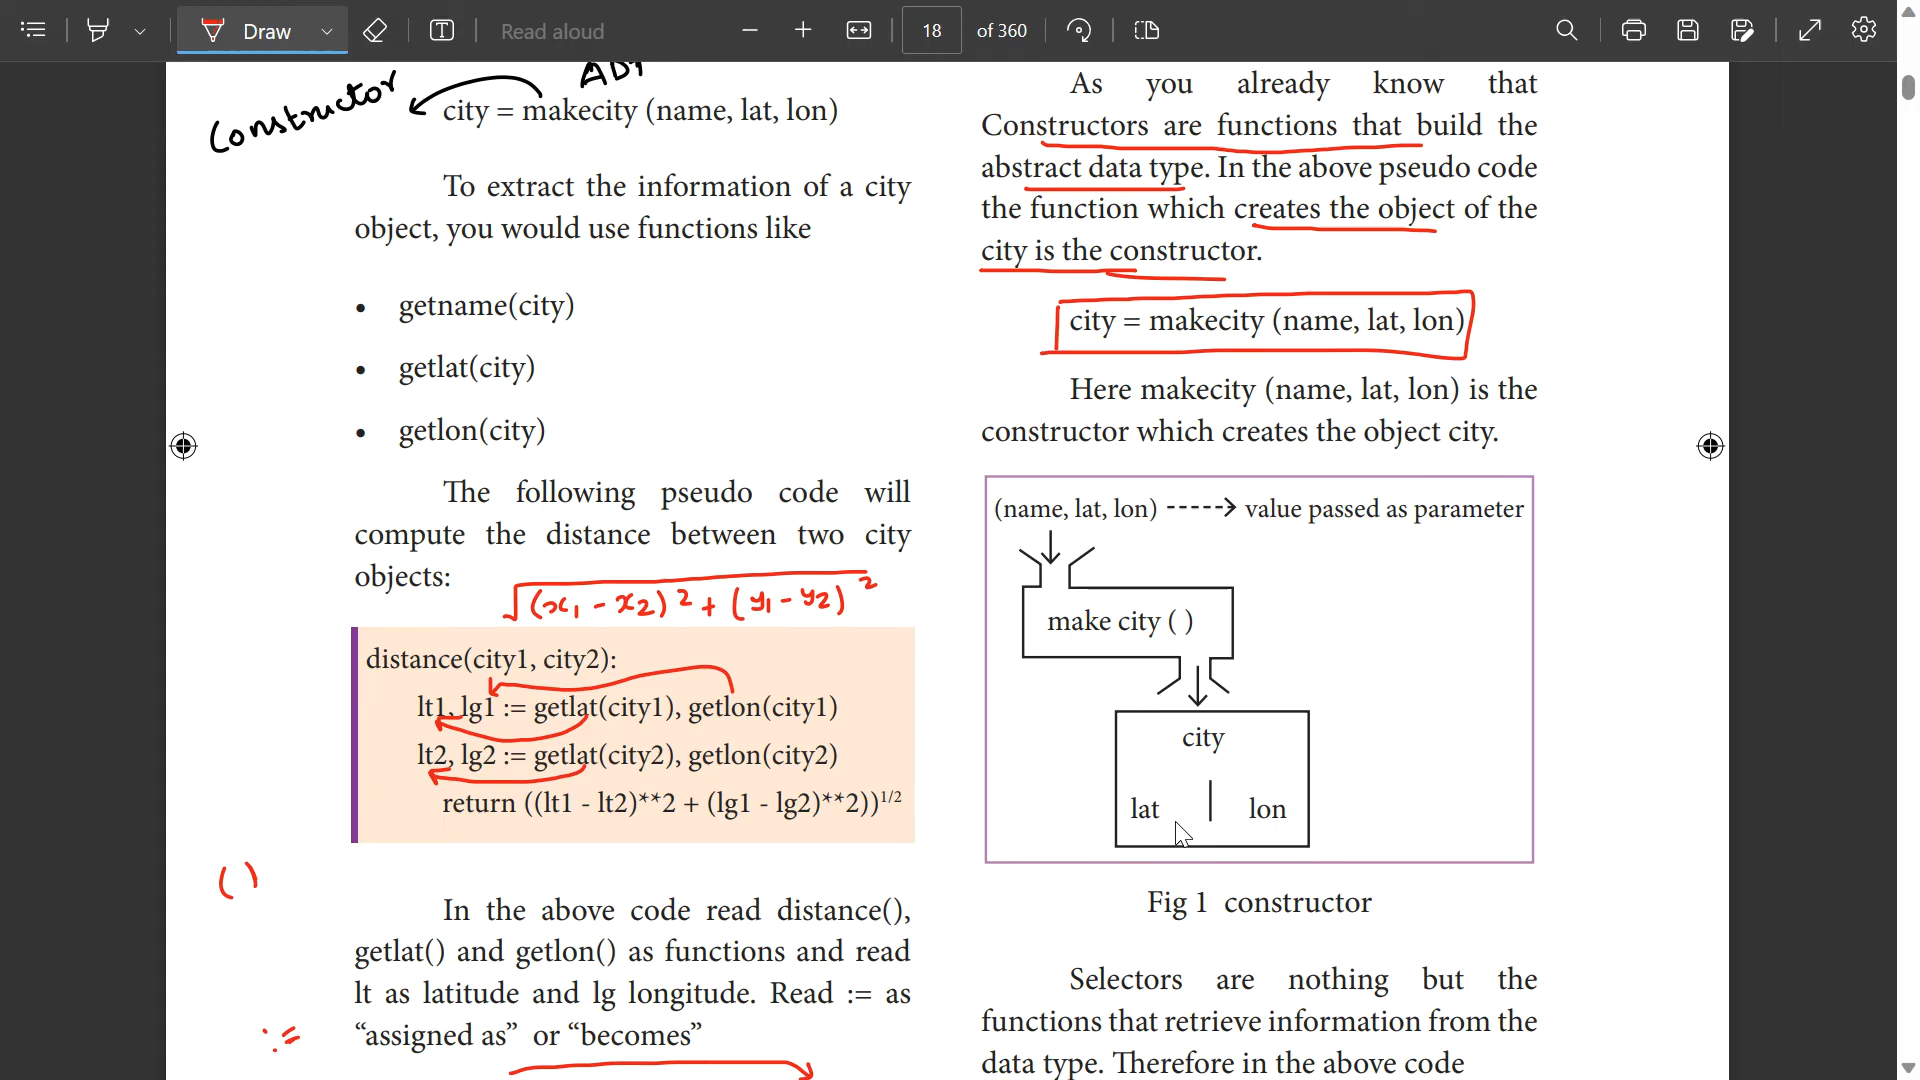 Draw
Read aloud
18 of 360
Constructor
ADT
city = makecity (name, lat, lon)
To extract the information of a city
object, you would use functions like
• getname(city)
• getlat(city)
• getlon(city)
The following pseudo code will
compute the distance between two city
objects:
√(x₁ - x₂)² + (y₁ - y₂)²
distance(city1, city2):
lt1, lg1 := getlat(city1), getlon(city1)
lt2, lg2 := getlat(city2), getlon(city2)
return ((lt1 - lt2)**2 + (lg1 - lg2)**2))1/2
( )
In the above code read distance(),
getlat() and getlon() as functions and read
lt as latitude and lg longitude. Read := as
“assigned as” or “becomes”
:=
As you already know that
Constructors are functions that build the
abstract data type. In the above pseudo code
the function which creates the object of the
city is the constructor.
city = makecity (name, lat, lon)
Here makecity (name, lat, lon) is the
constructor which creates the object city.
(name, lat, lon) -----> value passed as parameter
make city ( )
city
lat | lon
Fig 1 constructor
Selectors are nothing but the
functions that retrieve information from the
data type. Therefore in the above code